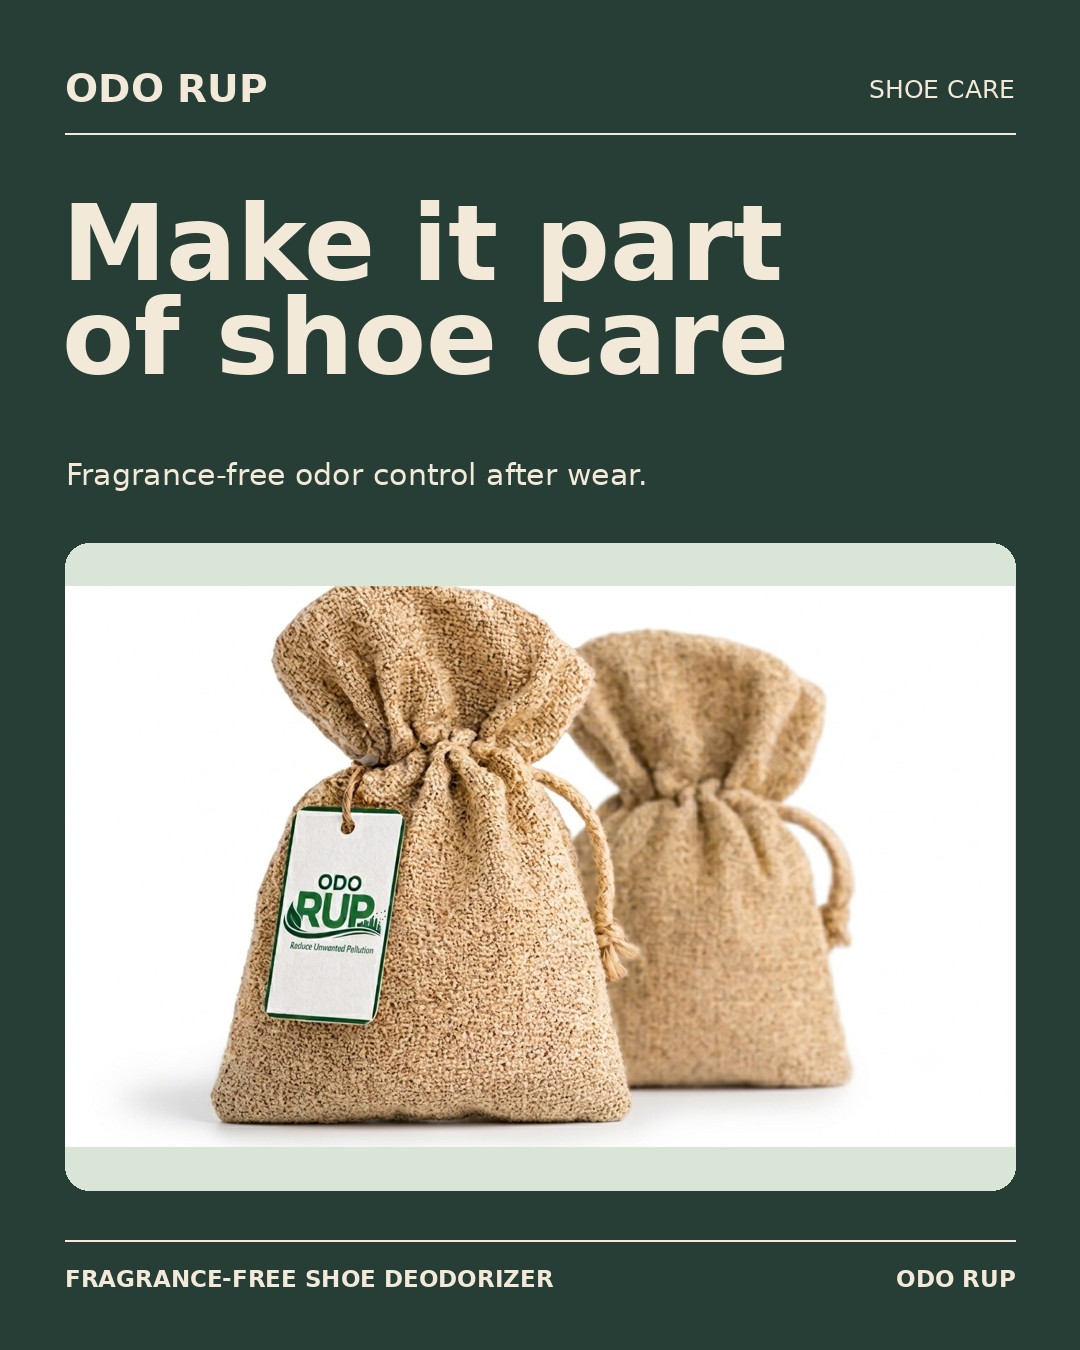 ODO RUP
SHOE CARE
Make it part
of shoe care
Fragrance-free odor control after wear.
ODO
RUP
Reduce Unwanted Pellution
FRAGRANCE-FREE SHOE DEODORIZER
ODO RUP